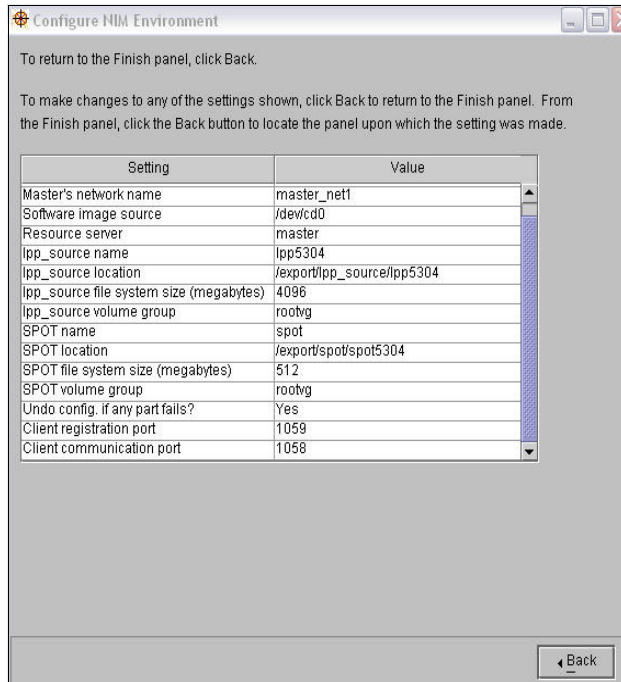 Configure NIM Environment
To return to the Finish panel, click Back.
To make changes to any of the settings shown, click Back to return to the Finish panel. From
the Finish panel, click the Back button to locate the panel upon which the setting was made.
Setting Value
Master's network name master_net1
Software image source /dev/cd0
Resource server master
lpp_source name lpp5304
lpp_source location /export/lpp_source/lpp5304
lpp_source file system size (megabytes) 4096
lpp_source volume group rootvg
SPOT name spot
SPOT location /export/spot/spot5304
SPOT file system size (megabytes) 512
SPOT volume group rootvg
Undo config. if any part fails? Yes
Client registration port 1059
Client communication port 1058
Back